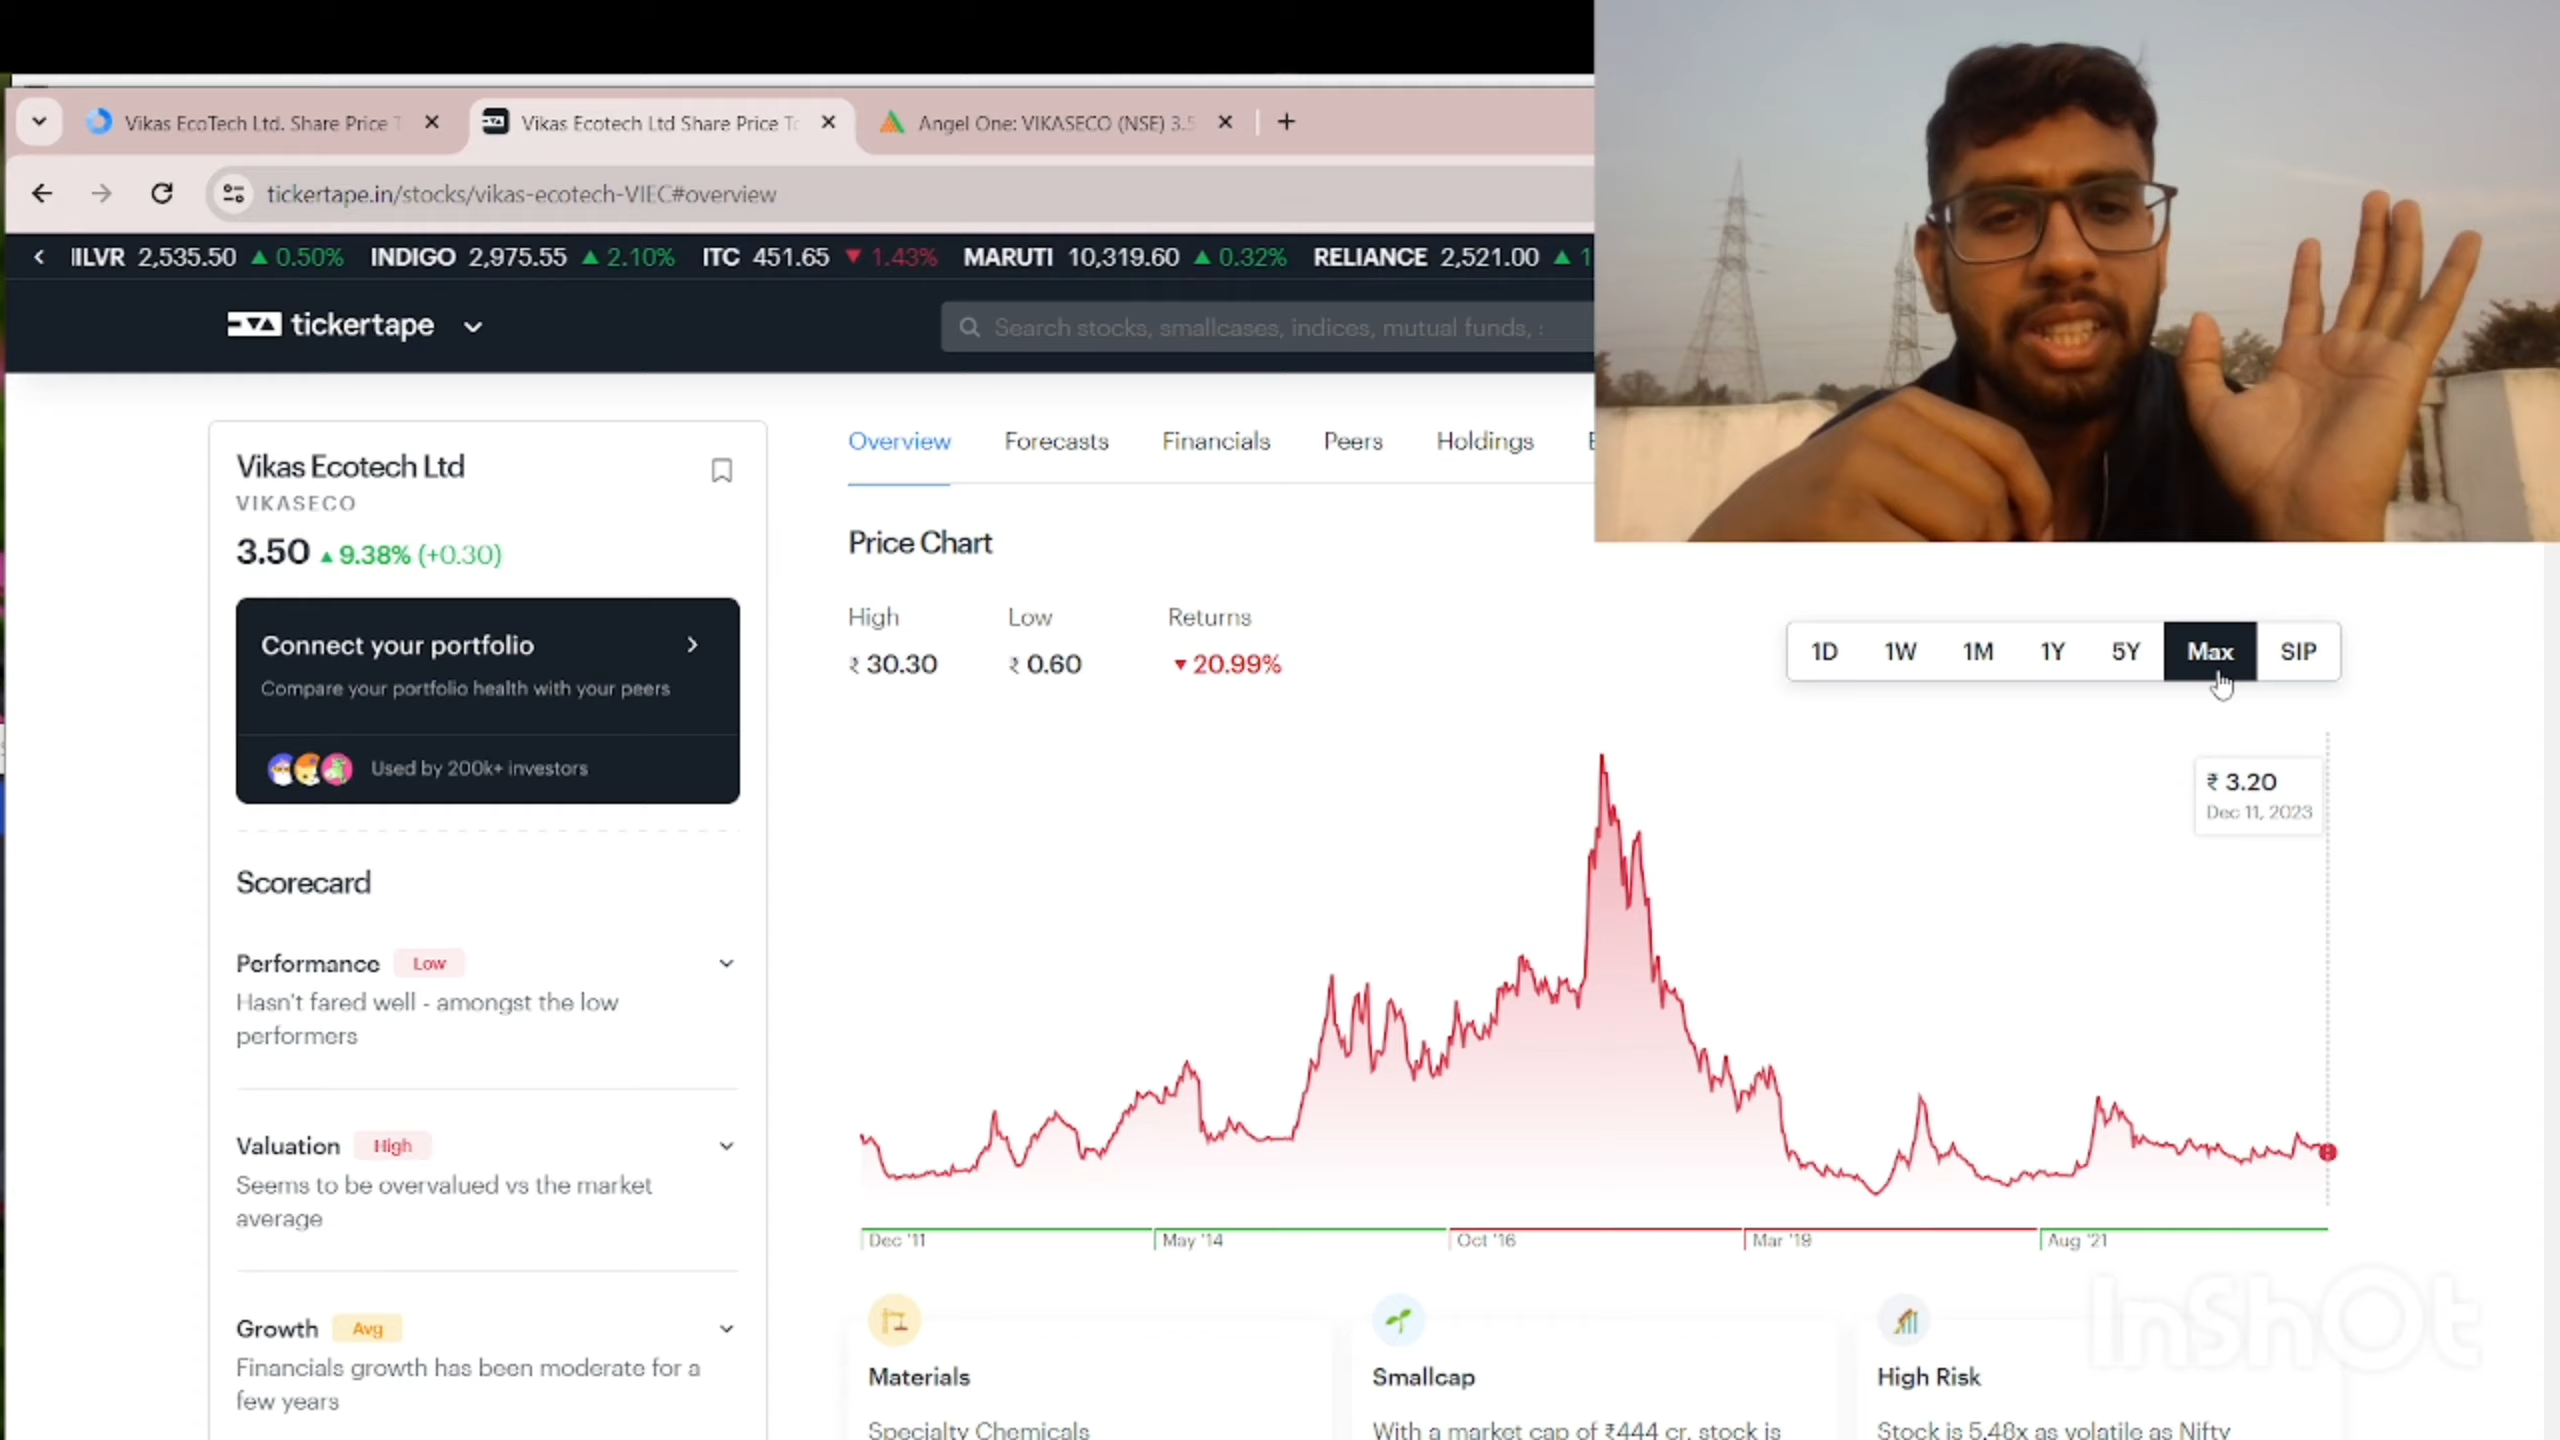 Vikas EcoTech Ltd. Share Price T
Vikas Ecotech Ltd Share Price To
Angel One: VIKASECO (NSE) 3.5
tickertape.in/stocks/vikas-ecotech-VIEC#overview
IILVR 2,535.50 ▲ 0.50% INDIGO 2,975.55 ▲ 2.10% ITC 451.65 ▼ 1.43% MARUTI 10,319.60 ▲ 0.32% RELIANCE 2,521.00 ▲ 1
tickertape
Search stocks, smallcases, indices, mutual funds,
Vikas Ecotech Ltd
VIKASECO
3.50 ▲ 9.38% (+0.30)
Connect your portfolio
Compare your portfolio health with your peers
Used by 200k+ investors
Scorecard
Performance Low
Hasn't fared well - amongst the low
performers
Valuation High
Seems to be overvalued vs the market
average
Growth Avg
Financials growth has been moderate for a
few years
Overview Forecasts Financials Peers Holdings
Price Chart
High Low Returns
₹ 30.30 ₹ 0.60 ▼ 20.99%
1D 1W 1M 1Y 5Y Max SIP
₹ 3.20
Dec 11, 2023
Dec '11 May '14 Oct '16 Mar '19 Aug '21
Materials
Specialty Chemicals
Smallcap
With a market cap of ₹444 cr, stock is
High Risk
Stock is 5.48x as volatile as Nifty
InShOt